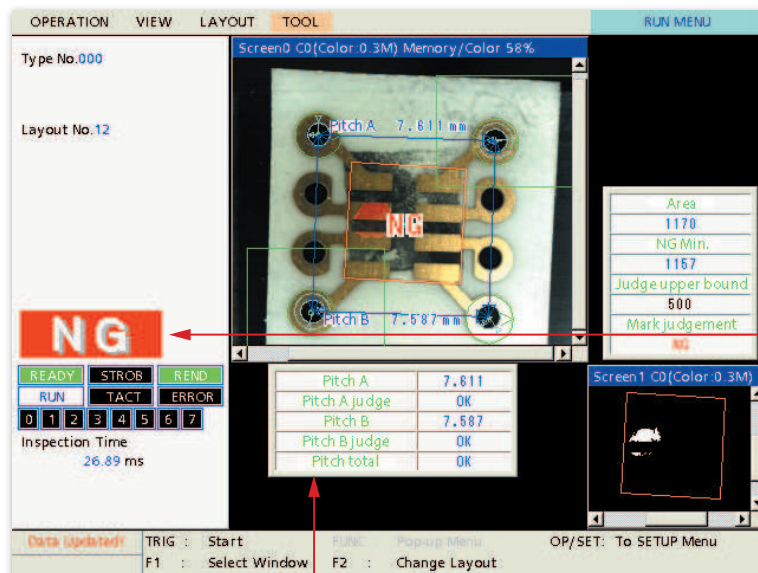 OPERATION VIEW LAYOUT TOOL RUN MENU
Type No.000
Layout No.12
Screen0 C0(Color:0.3M) Memory/Color 58%
Pitch A 7.611 mm
NG
Pitch B 7.587 mm
Area
1170
NG Min.
1157
Judge upper bound
500
Mark judgement
NG
NG
READY STROB REND
RUN TACT ERROR
0 1 2 3 4 5 6 7
Inspection Time
26.89 ms
Pitch A 7.611
Pitch A judge OK
Pitch B 7.587
Pitch B judge OK
Pitch total OK
Screen1 C0(Color:0.3M)
Data Updated! TRIG : Start FUNC Pop-up Menu OP/SET: To SETUP Menu
F1 : Select Window F2 : Change Layout